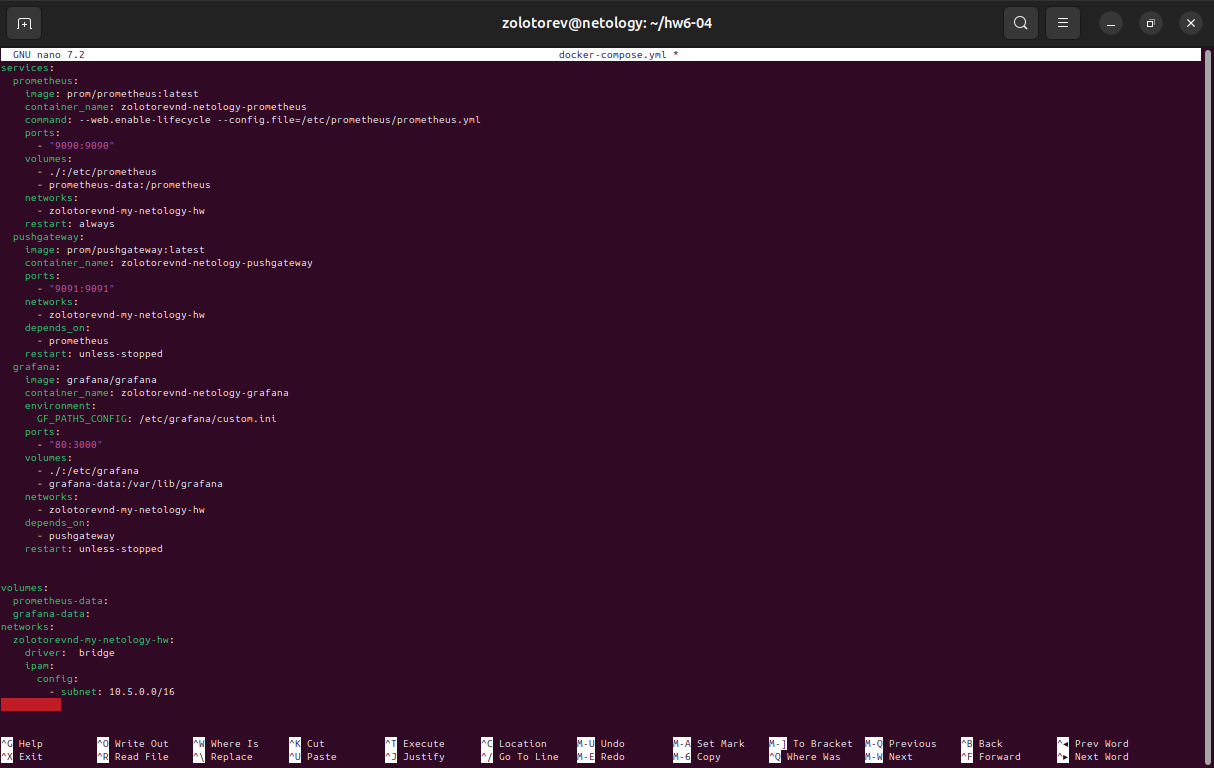 zolotorev@netology: ~/hw6-04
GNU nano 7.2 docker-compose.yml *
services:
  prometheus:
    image: prom/prometheus:latest
    container_name: zolotorevnd-netology-prometheus
    command: --web.enable-lifecycle --config.file=/etc/prometheus/prometheus.yml
    ports:
      - "9090:9090"
    volumes:
      - ./:/etc/prometheus
      - prometheus-data:/prometheus
    networks:
      - zolotorevnd-my-netology-hw
    restart: always
  pushgateway:
    image: prom/pushgateway:latest
    container_name: zolotorevnd-netology-pushgateway
    ports:
      - "9091:9091"
    networks:
      - zolotorevnd-my-netology-hw
    depends_on:
      - prometheus
    restart: unless-stopped
  grafana:
    image: grafana/grafana
    container_name: zolotorevnd-netology-grafana
    environment:
      GF_PATHS_CONFIG: /etc/grafana/custom.ini
    ports:
      - "80:3000"
    volumes:
      - ./:/etc/grafana
      - grafana-data:/var/lib/grafana
    networks:
      - zolotorevnd-my-netology-hw
    depends_on:
      - pushgateway
    restart: unless-stopped
volumes:
  prometheus-data:
  grafana-data:
networks:
  zolotorevnd-my-netology-hw:
    driver:  bridge
    ipam:
      config:
        - subnet: 10.5.0.0/16
^G Help ^O Write Out ^W Where Is ^K Cut ^T Execute ^C Location M-U Undo M-A Set Mark M-] To Bracket M-Q Previous ^B Back ^◂ Prev Word
^X Exit ^R Read File ^\ Replace ^U Paste ^J Justify ^/ Go To Line M-E Redo M-6 Copy ^Q Where Was M-W Next ^F Forward ^▸ Next Word